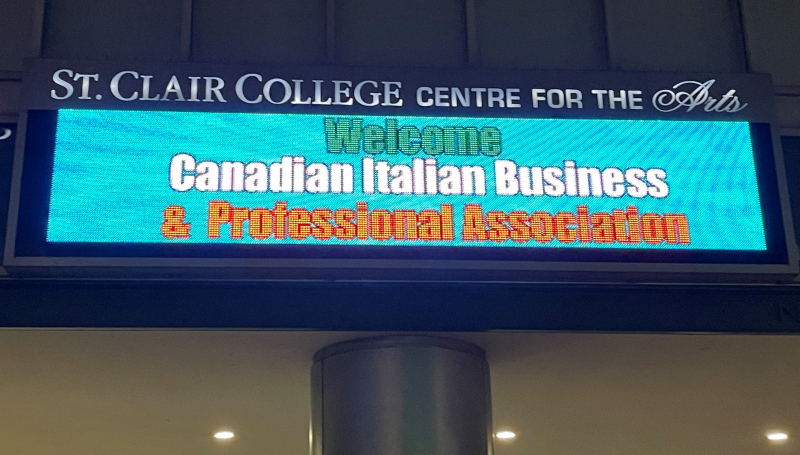 ST. CLAIR COLLEGE CENTRE FOR THE Arts
Welcome
Canadian Italian Business
& Professional Association